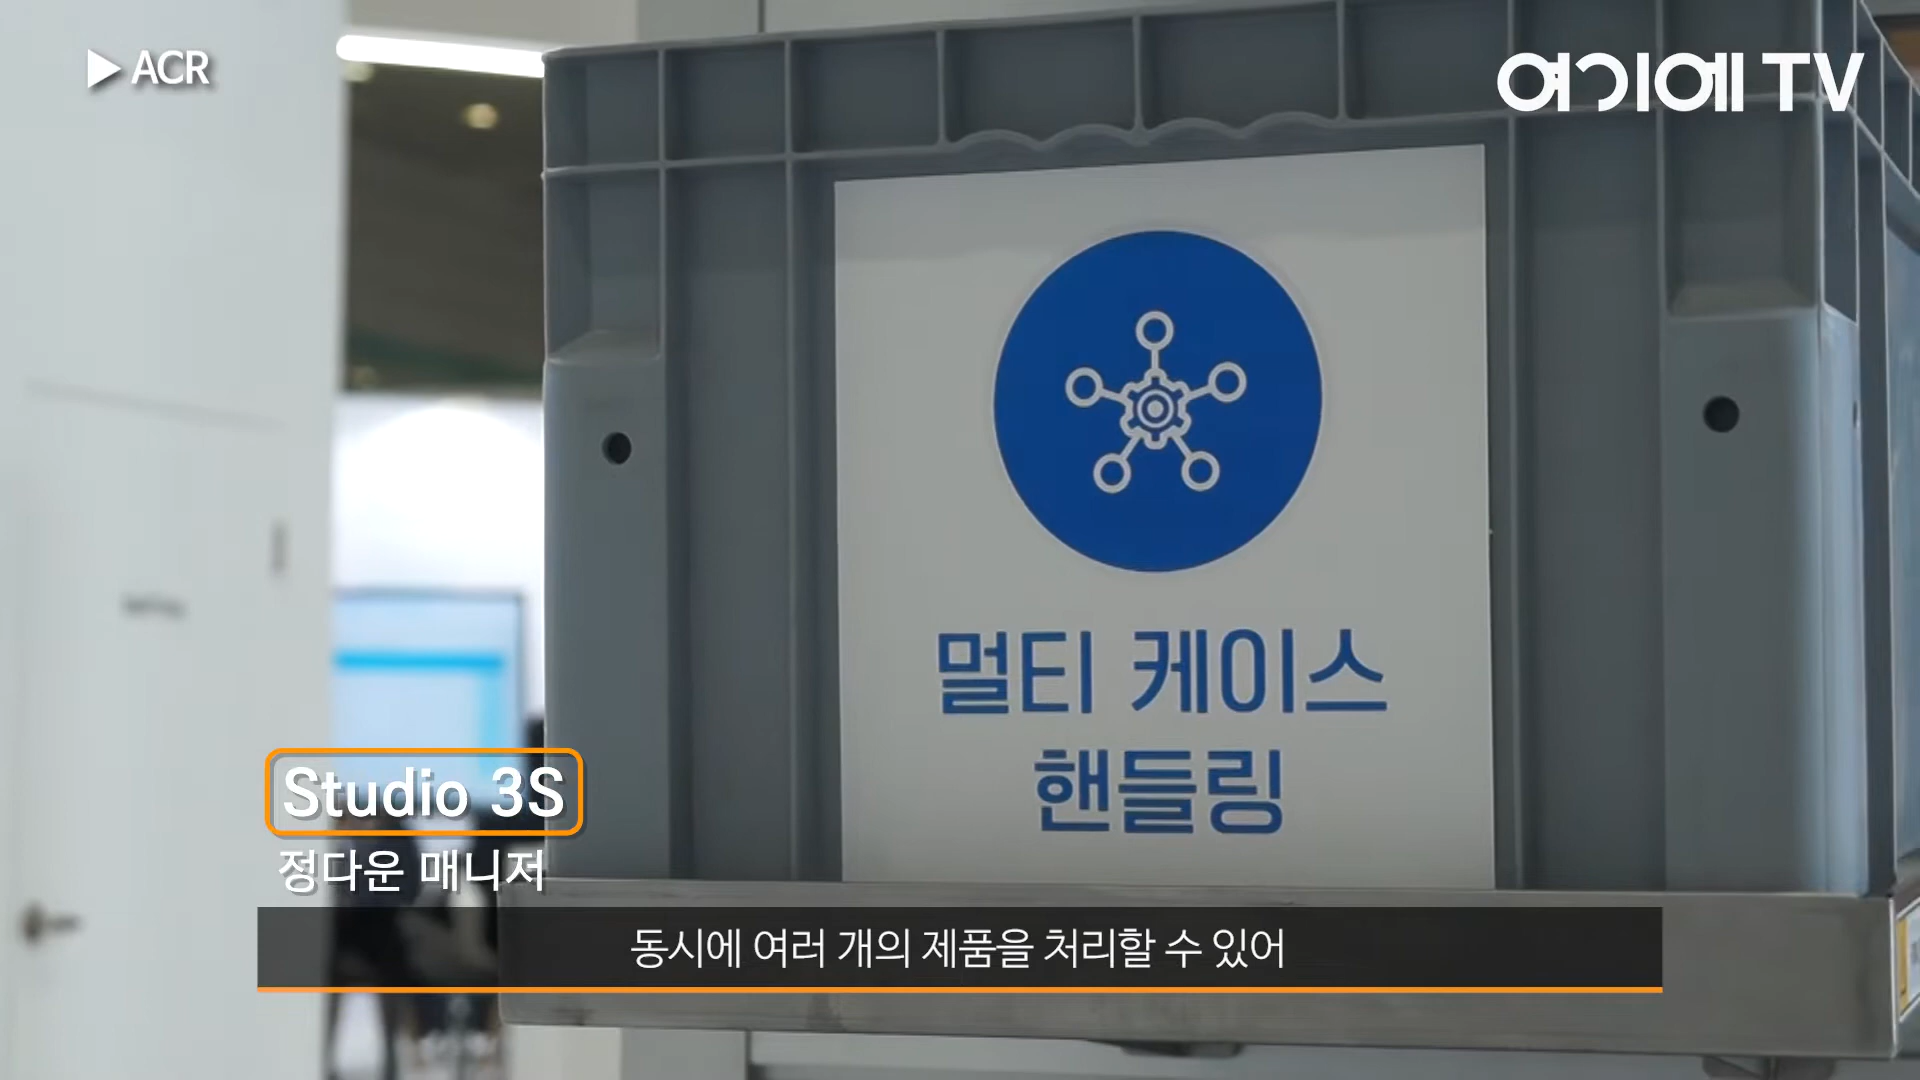 ▶ ACR
여기에 TV
멀티 케이스
핸들링
Studio 3S
정다운 매니저
동시에 여러 개의 제품을 처리할 수 있어